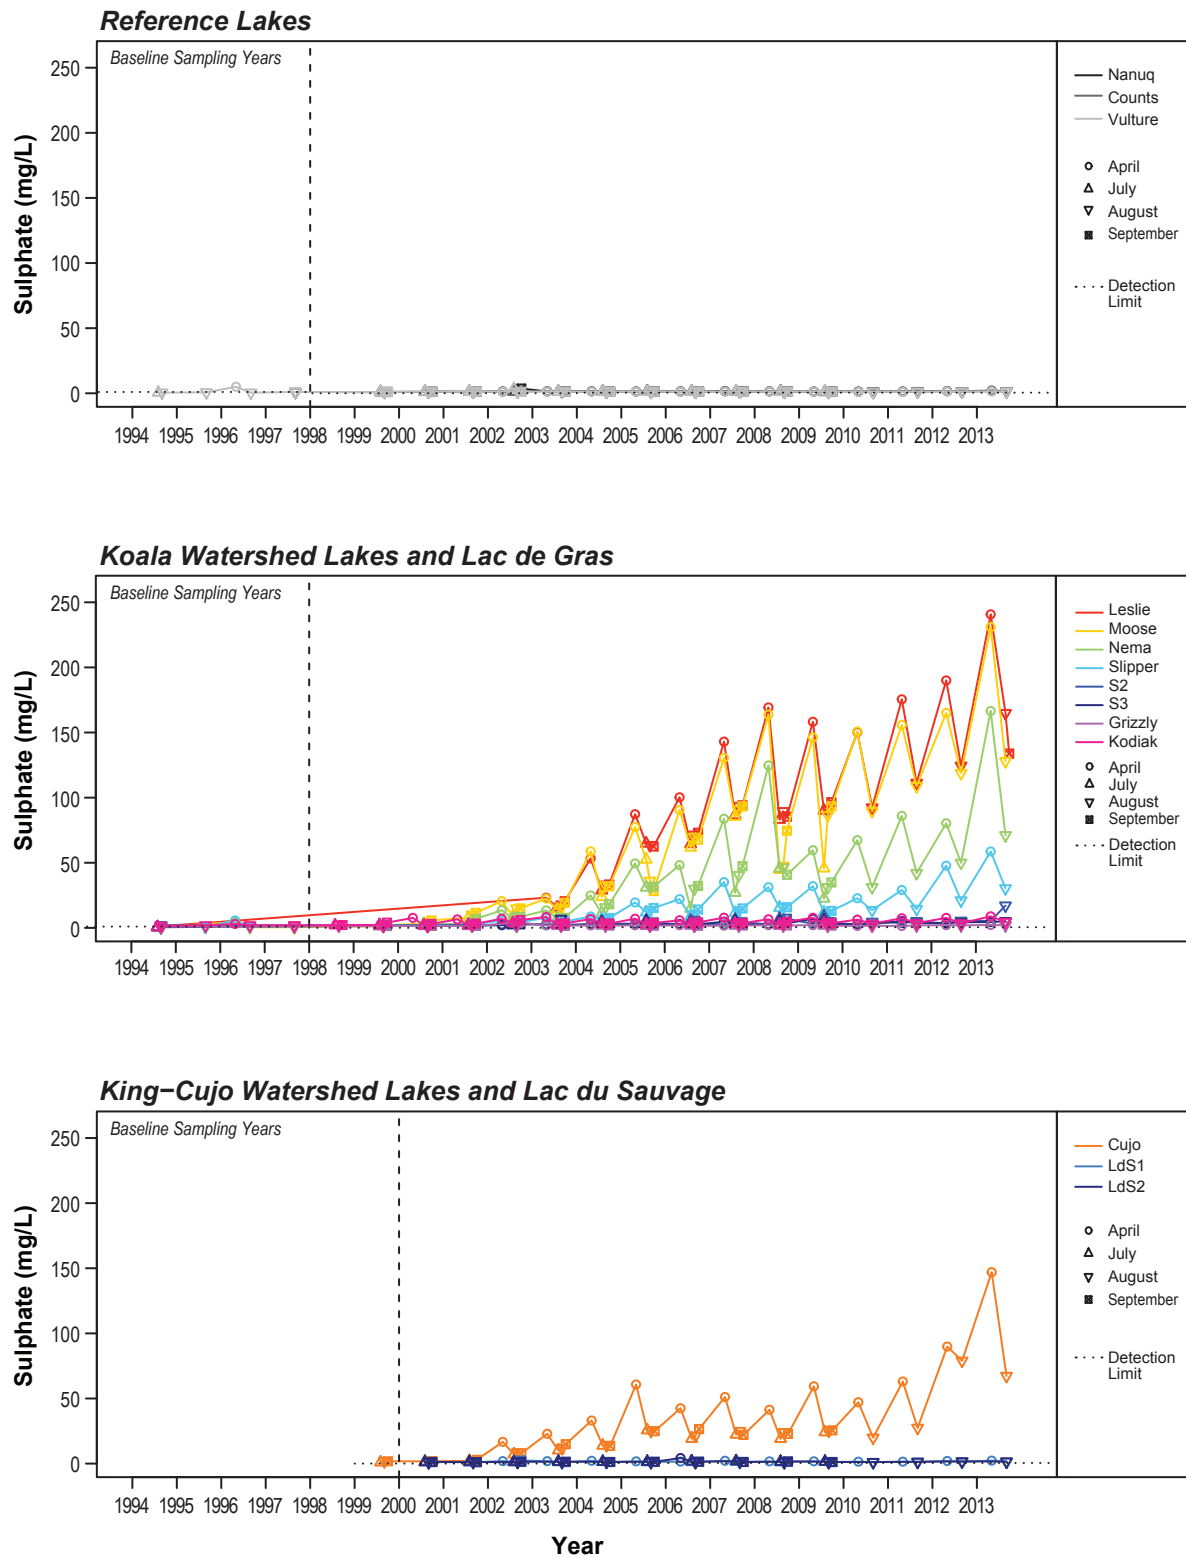 Reference Lakes
Baseline Sampling Years
250
200
150
100
50
0
Sulphate (mg/L)
1994 1995 1996 1997 1998 1999 2000 2001 2002 2003 2004 2005 2006 2007 2008 2009 2010 2011 2012 2013
Nanuq
Counts
Vulture
April
July
August
September
Detection
Limit
Koala Watershed Lakes and Lac de Gras
Baseline Sampling Years
250
200
150
100
50
0
Sulphate (mg/L)
1994 1995 1996 1997 1998 1999 2000 2001 2002 2003 2004 2005 2006 2007 2008 2009 2010 2011 2012 2013
Leslie
Moose
Nema
Slipper
S2
S3
Grizzly
Kodiak
April
July
August
September
Detection
Limit
King−Cujo Watershed Lakes and Lac du Sauvage
Baseline Sampling Years
250
200
150
100
50
0
Sulphate (mg/L)
1994 1995 1996 1997 1998 1999 2000 2001 2002 2003 2004 2005 2006 2007 2008 2009 2010 2011 2012 2013
Cujo
LdS1
LdS2
April
July
August
September
Detection
Limit
Year